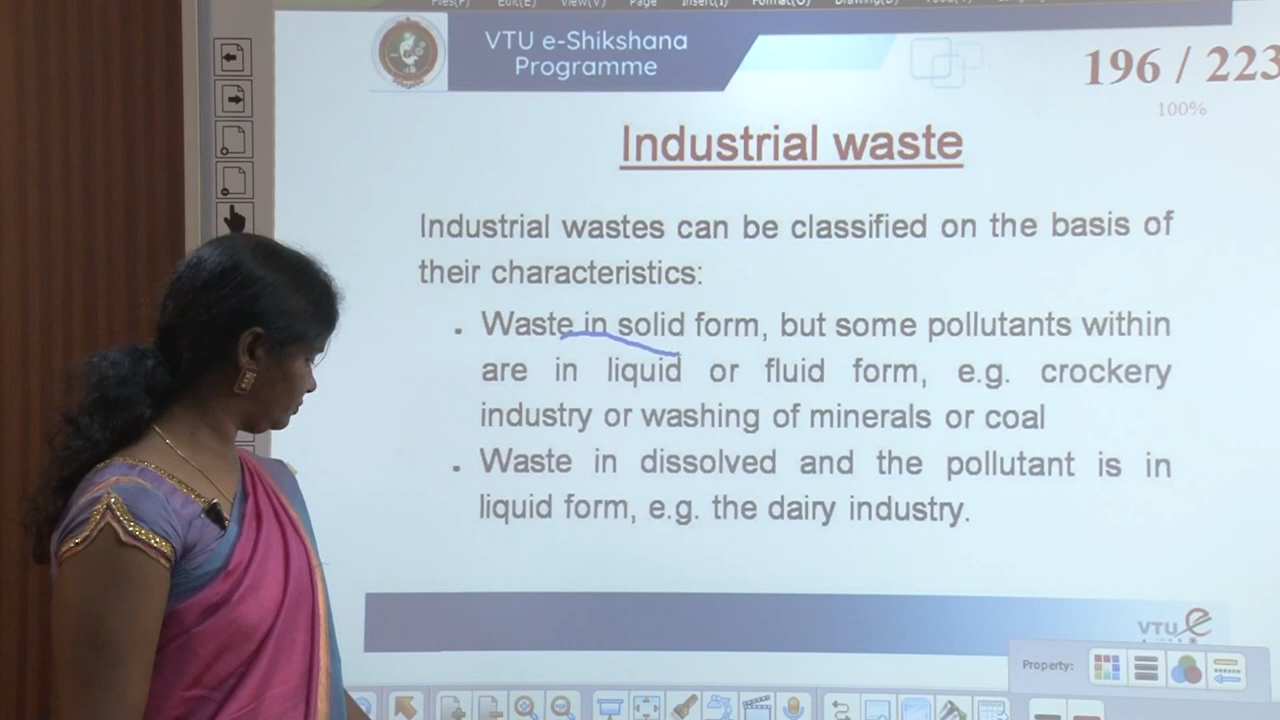 VTU e-Shikshana
Programme
196 / 223
100%
Industrial waste
Industrial wastes can be classified on the basis of
their characteristics:
. Waste in solid form, but some pollutants within
are in liquid or fluid form, e.g. crockery
industry or washing of minerals or coal
. Waste in dissolved and the pollutant is in
liquid form, e.g. the dairy industry.
VTU e
Property: